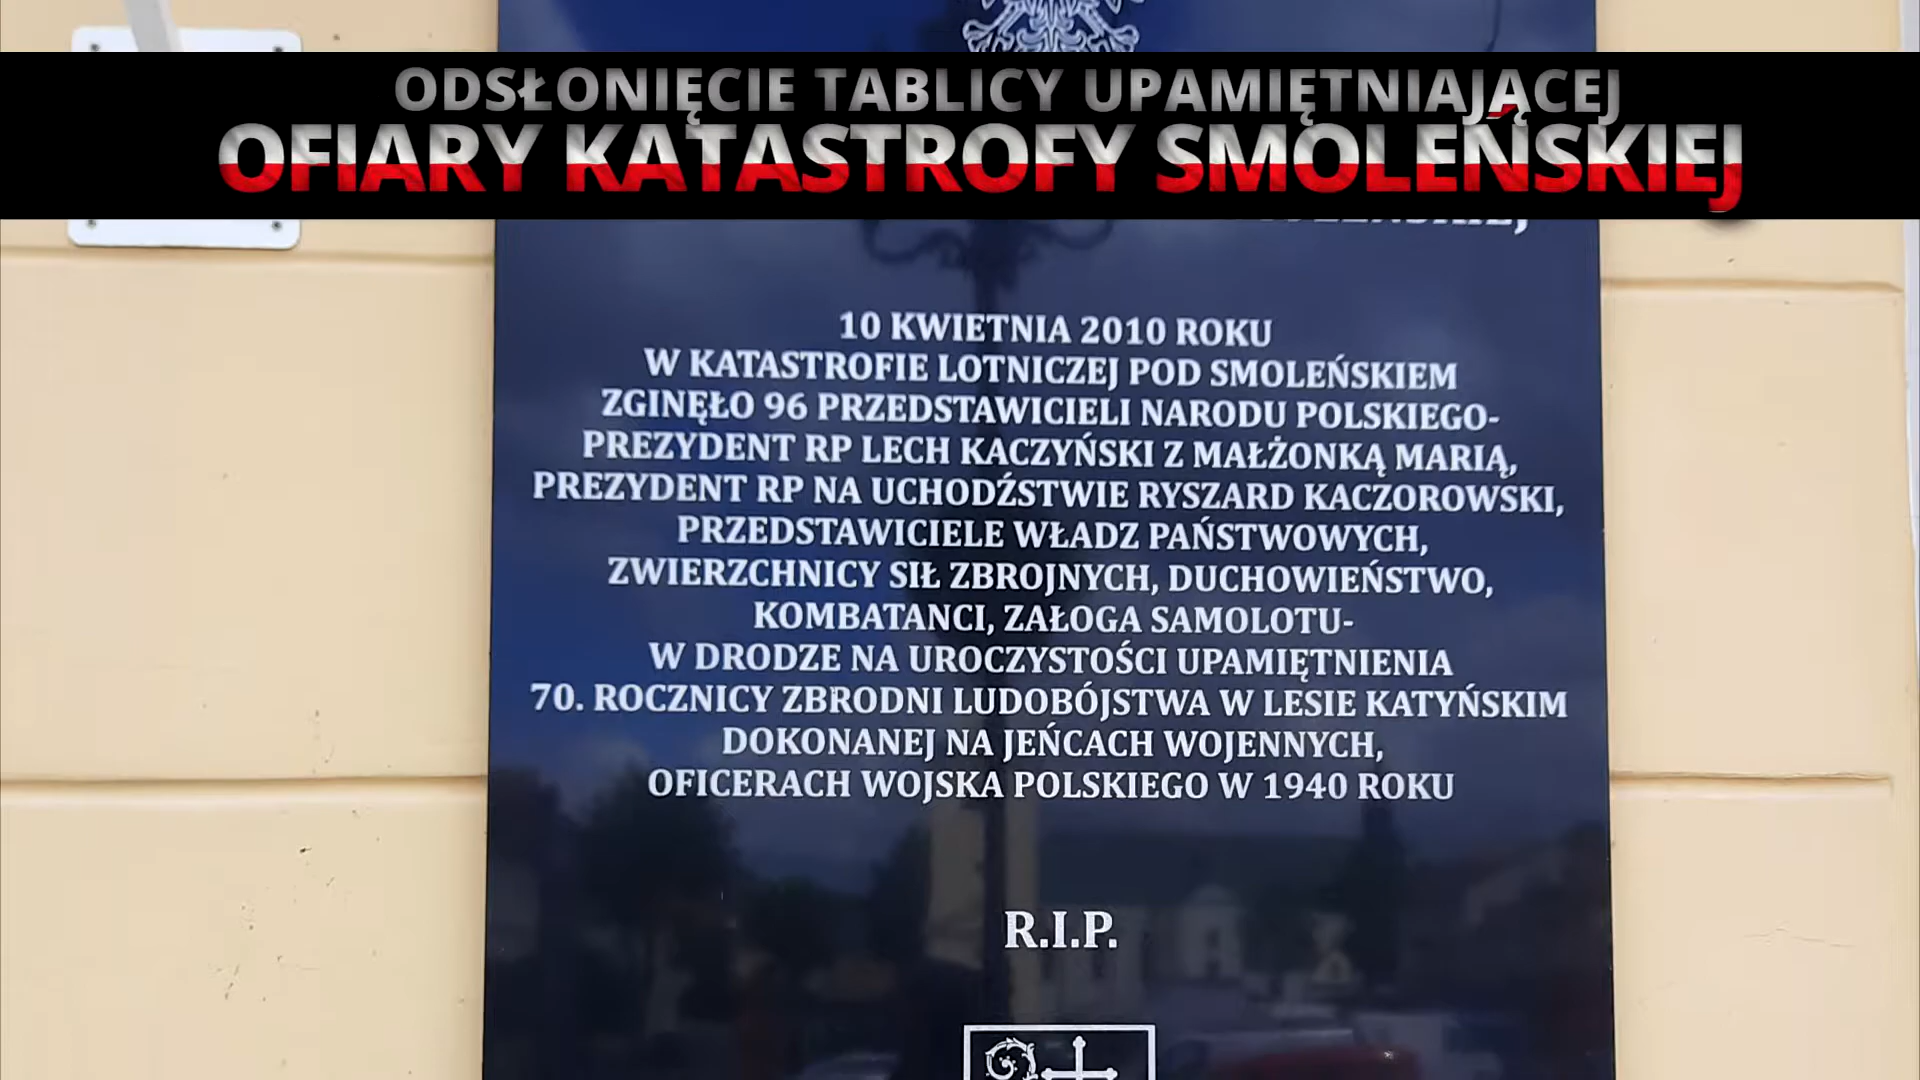 ODSŁONIĘCIE TABLICY UPAMIĘTNIAJĄCEJ
OFIARY KATASTROFY SMOLEŃSKIEJ
10 KWIETNIA 2010 ROKU
W KATASTROFIE LOTNICZEJ POD SMOLEŃSKIEM
ZGINĘŁO 96 PRZEDSTAWICIELI NARODU POLSKIEGO-
PREZYDENT RP LECH KACZYŃSKI Z MAŁŻONKĄ MARIĄ,
PREZYDENT RP NA UCHODŹSTWIE RYSZARD KACZOROWSKI,
PRZEDSTAWICIELE WŁADZ PAŃSTWOWYCH,
ZWIERZCHNICY SIŁ ZBROJNYCH, DUCHOWIEŃSTWO,
KOMBATANCI, ZAŁOGA SAMOLOTU-
W DRODZE NA UROCZYSTOŚCI UPAMIĘTNIENIA
70. ROCZNICY ZBRODNI LUDOBÓJSTWA W LESIE KATYŃSKIM
DOKONANEJ NA JEŃCACH WOJENNYCH,
OFICERACH WOJSKA POLSKIEGO W 1940 ROKU
R.I.P.